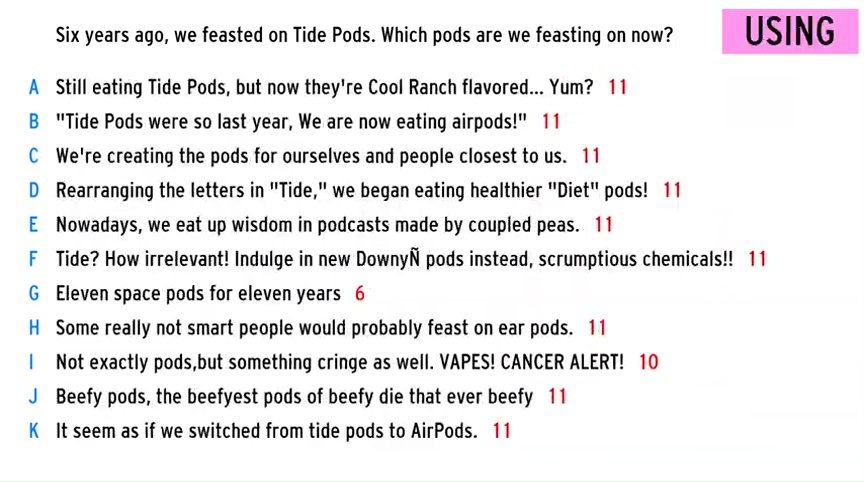 Six years ago, we feasted on Tide Pods. Which pods are we feasting on now?
USING
A Still eating Tide Pods, but now they're Cool Ranch flavored... Yum? 11
B "Tide Pods were so last year, We are now eating airpods!" 11
C We're creating the pods for ourselves and people closest to us. 11
D Rearranging the letters in "Tide," we began eating healthier "Diet" pods! 11
E Nowadays, we eat up wisdom in podcasts made by coupled peas. 11
F Tide? How irrelevant! Indulge in new DownyÑ pods instead, scrumptious chemicals!! 11
G Eleven space pods for eleven years 6
H Some really not smart people would probably feast on ear pods. 11
I Not exactly pods,but something cringe as well. VAPES! CANCER ALERT! 10
J Beefy pods, the beefyest pods of beefy die that ever beefy 11
K It seem as if we switched from tide pods to AirPods. 11